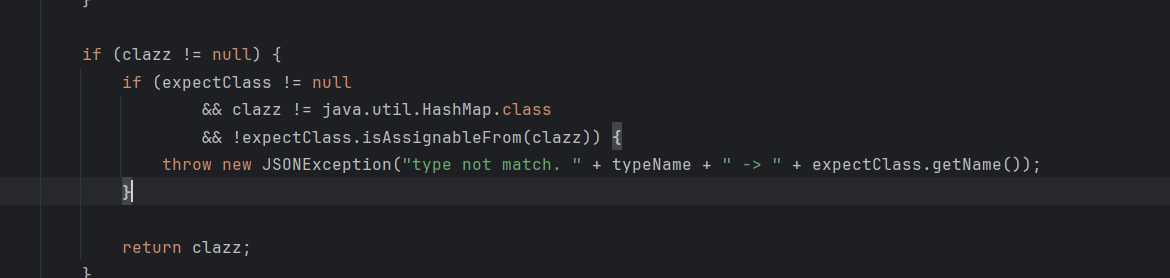 }
if (clazz != null) {
if (expectClass != null
&& clazz != java.util.HashMap.class
&& !expectClass.isAssignableFrom(clazz)) {
throw new JSONException("type not match. " + typeName + " -> " + expectClass.getName());
}
return clazz;
}